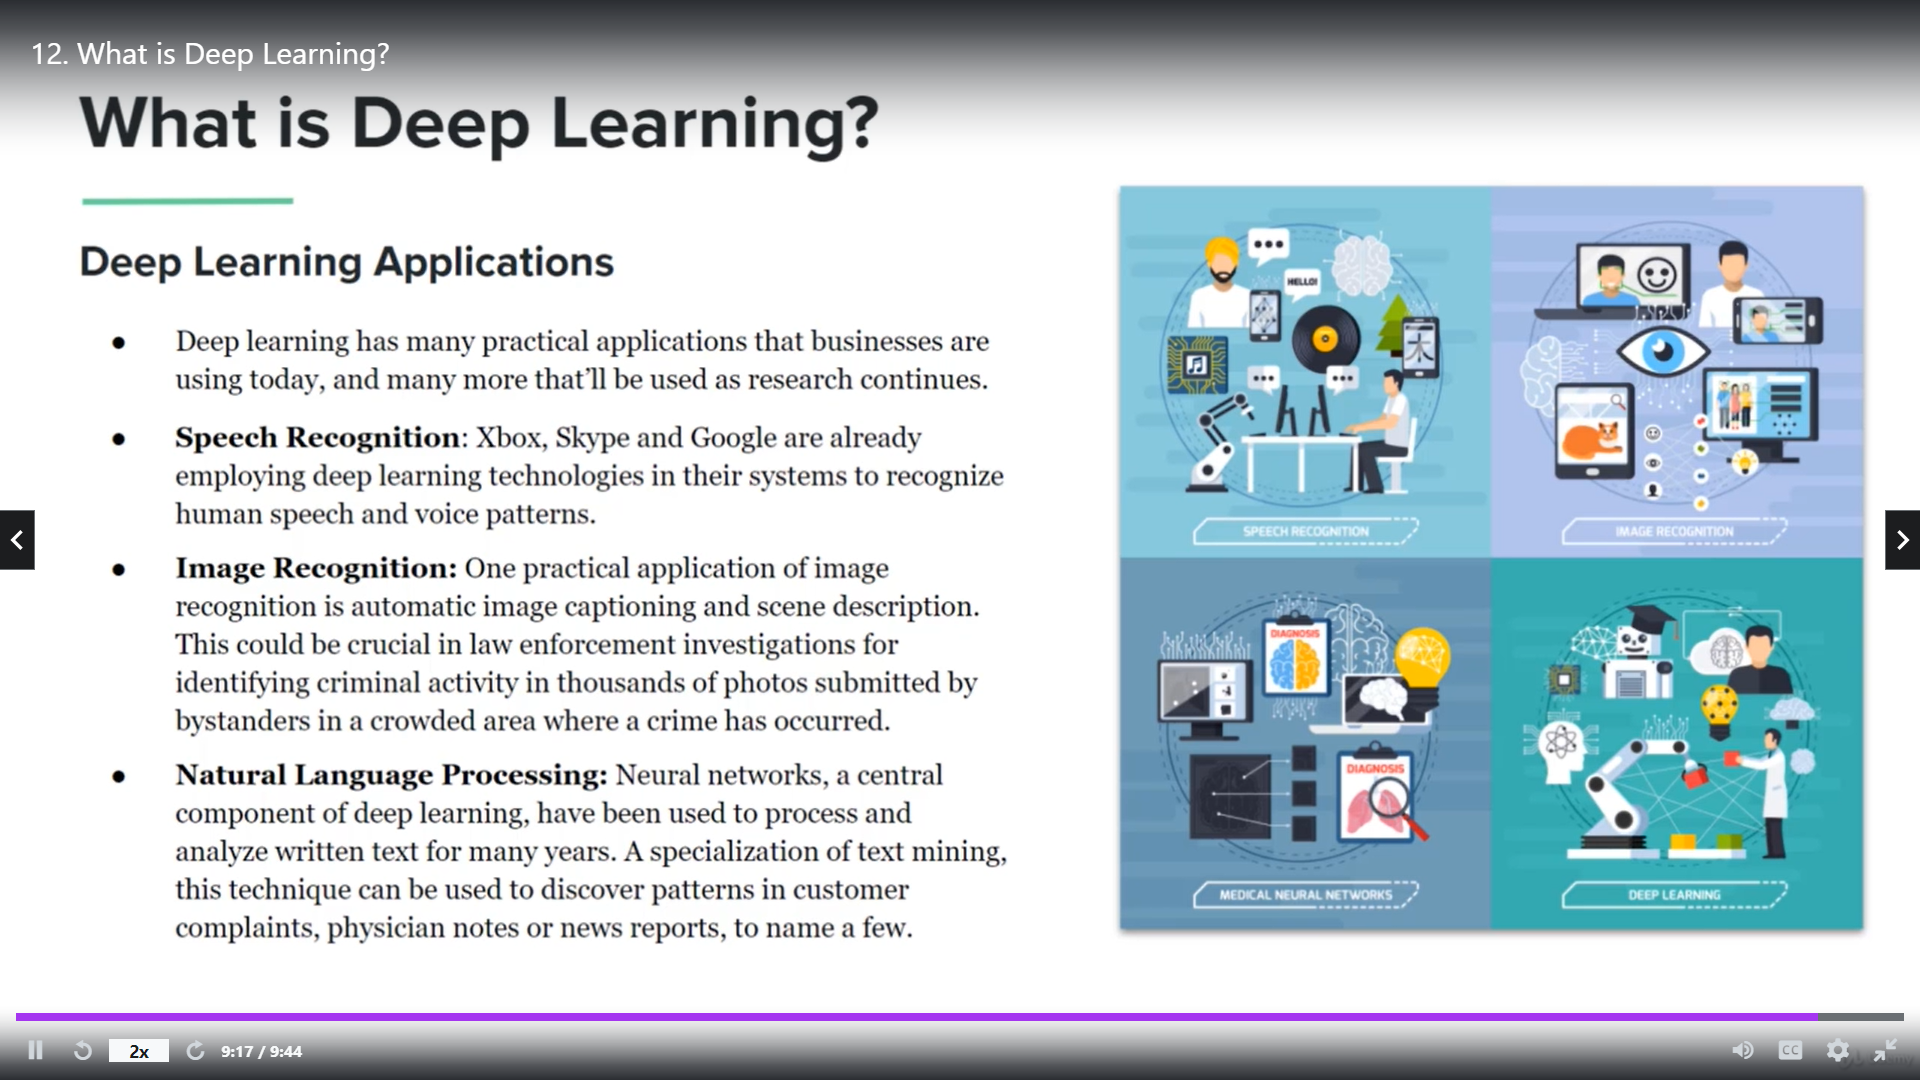 12. What is Deep Learning?
What is Deep Learning?
Deep Learning Applications
● Deep learning has many practical applications that businesses are
using today, and many more that’ll be used as research continues.
● Speech Recognition: Xbox, Skype and Google are already
employing deep learning technologies in their systems to recognize
human speech and voice patterns.
● Image Recognition: One practical application of image
recognition is automatic image captioning and scene description.
This could be crucial in law enforcement investigations for
identifying criminal activity in thousands of photos submitted by
bystanders in a crowded area where a crime has occurred.
● Natural Language Processing: Neural networks, a central
component of deep learning, have been used to process and
analyze written text for many years. A specialization of text mining,
this technique can be used to discover patterns in customer
complaints, physician notes or news reports, to name a few.
HELLO!
木
SPEECH RECOGNITION
IMAGE RECOGNITION
DIAGNOSIS
DIAGNOSIS
MEDICAL NEURAL NETWORKS
DEEP LEARNING
2x
9:17 / 9:44
CC